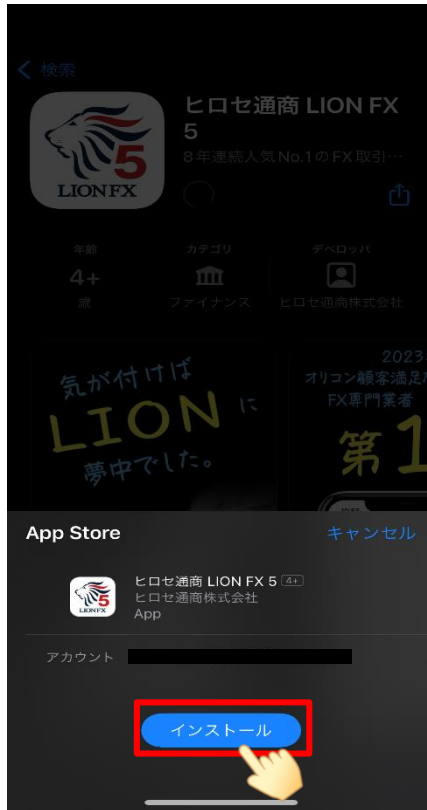 検索
ヒロセ通商 LION FX
5
8年連続人気No.1のFX取引…
5
LION FX
年齢
カテゴリ
デベロッパ
4+
歳
ファイナンス
ヒロセ通商株式会社
気が付けば
LION に
夢中でした。
2023
オリコン顧客満足
FX専門業者
第1
App Store
キャンセル
5
LION FX
ヒロセ通商 LION FX 5 4+
ヒロセ通商株式会社
App
アカウント
インストール